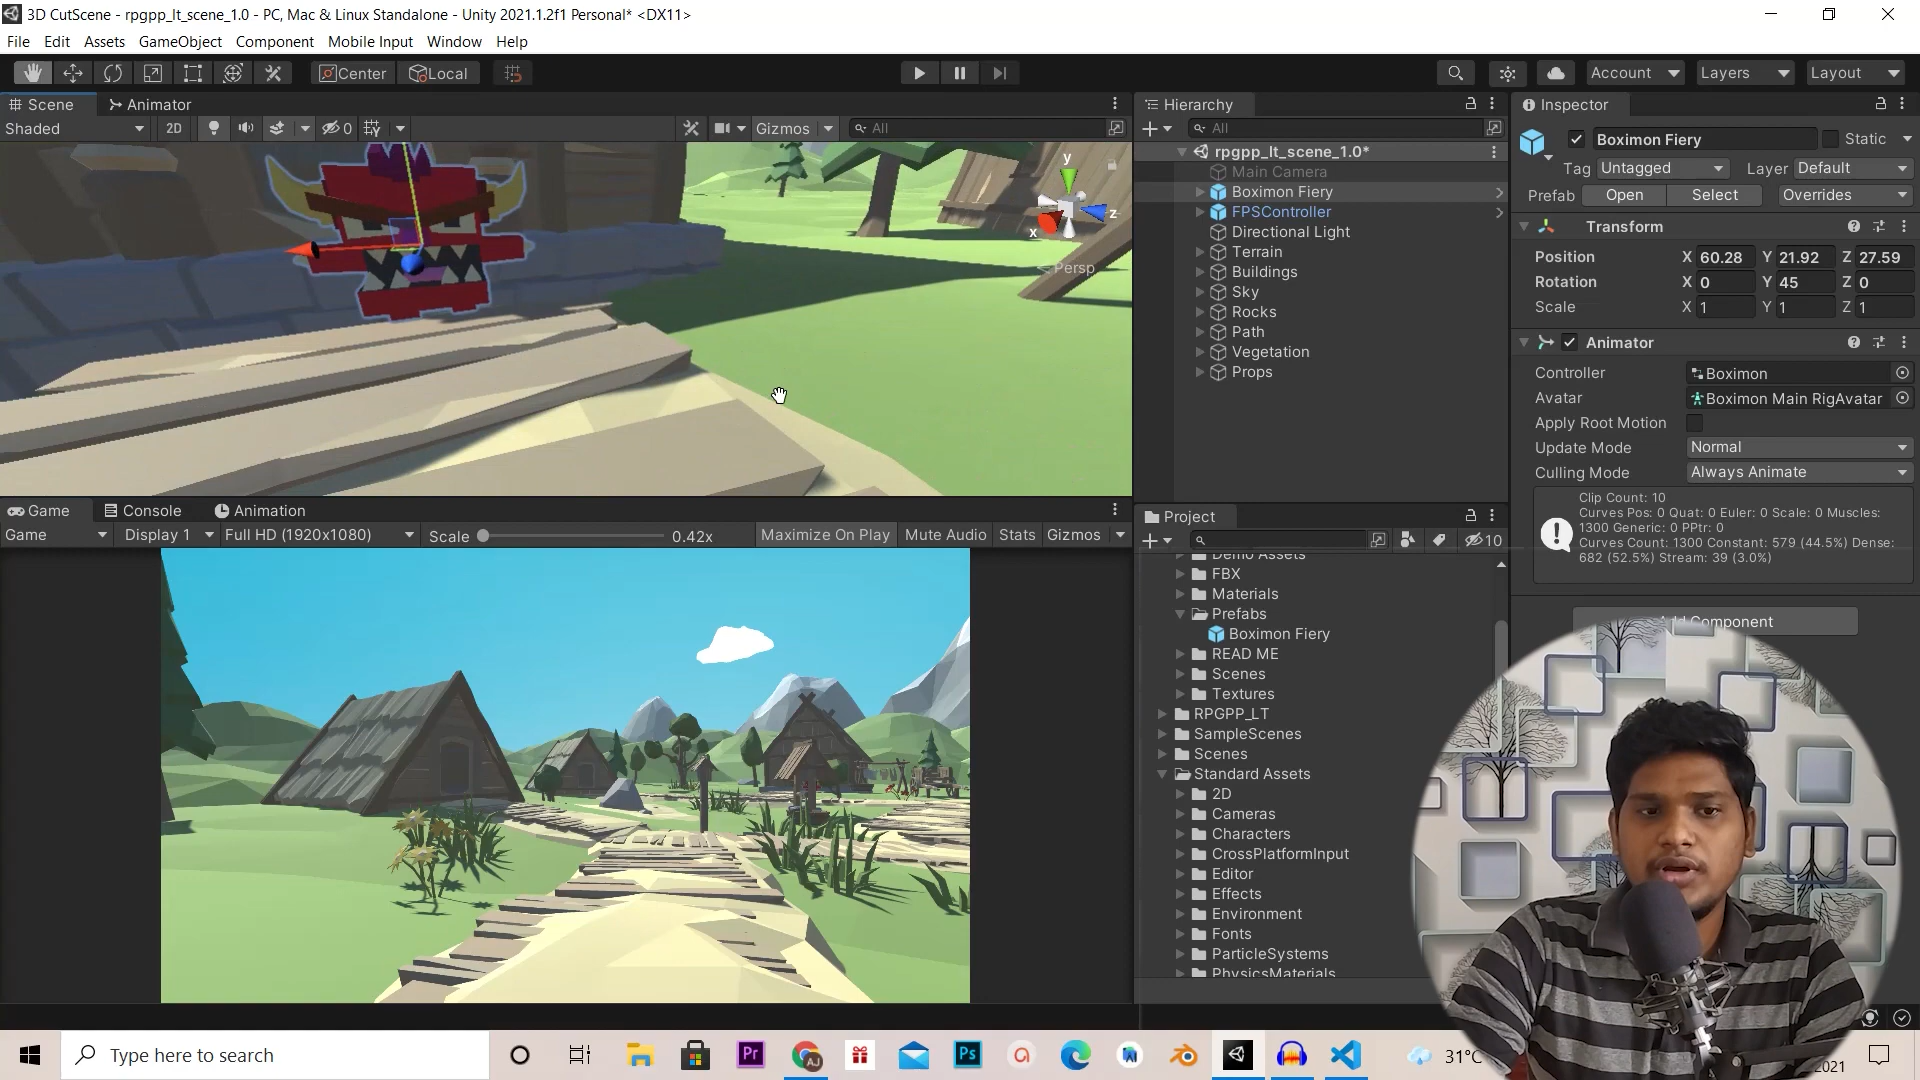 3D CutScene - rpgpp_lt_scene_1.0 - PC, Mac & Linux Standalone - Unity 2021.1.2f1 Personal* <DX11>
File Edit Assets GameObject Component Mobile Input Window Help
Center Local Account Layers Layout
Scene Animator
Shaded 2D 0 Gizmos All
y
z
x
Persp
Game Console Animation
Game Display 1 Full HD (1920x1080) Scale 0.42x Maximize On Play Mute Audio Stats Gizmos
Hierarchy
All
rpgpp_lt_scene_1.0*
Main Camera
Boximon Fiery
FPSController
Directional Light
Terrain
Buildings
Sky
Rocks
Path
Vegetation
Props
Project
10
Demo Assets
FBX
Materials
Prefabs
Boximon Fiery
READ ME
Scenes
Textures
RPGPP_LT
SampleScenes
Scenes
Standard Assets
2D
Cameras
Characters
CrossPlatformInput
Editor
Effects
Environment
Fonts
ParticleSystems
PhysicsMaterials
Inspector
Boximon Fiery Static
Tag Untagged Layer Default
Prefab Open Select Overrides
Transform
Position X 60.28 Y 21.92 Z 27.59
Rotation X 0 Y 45 Z 0
Scale X 1 Y 1 Z 1
Animator
Controller Boximon
Avatar Boximon Main RigAvatar
Apply Root Motion
Update Mode Normal
Culling Mode Always Animate
Clip Count: 10
Curves Pos: 0 Quat: 0 Euler: 0 Scale: 0 Muscles:
1300 Generic: 0 PPtr: 0
Curves Count: 1300 Constant: 579 (44.5%) Dense:
682 (52.5%) Stream: 39 (3.0%)
Component
Type here to search
Pr
AJ
Ps
31°C
2021